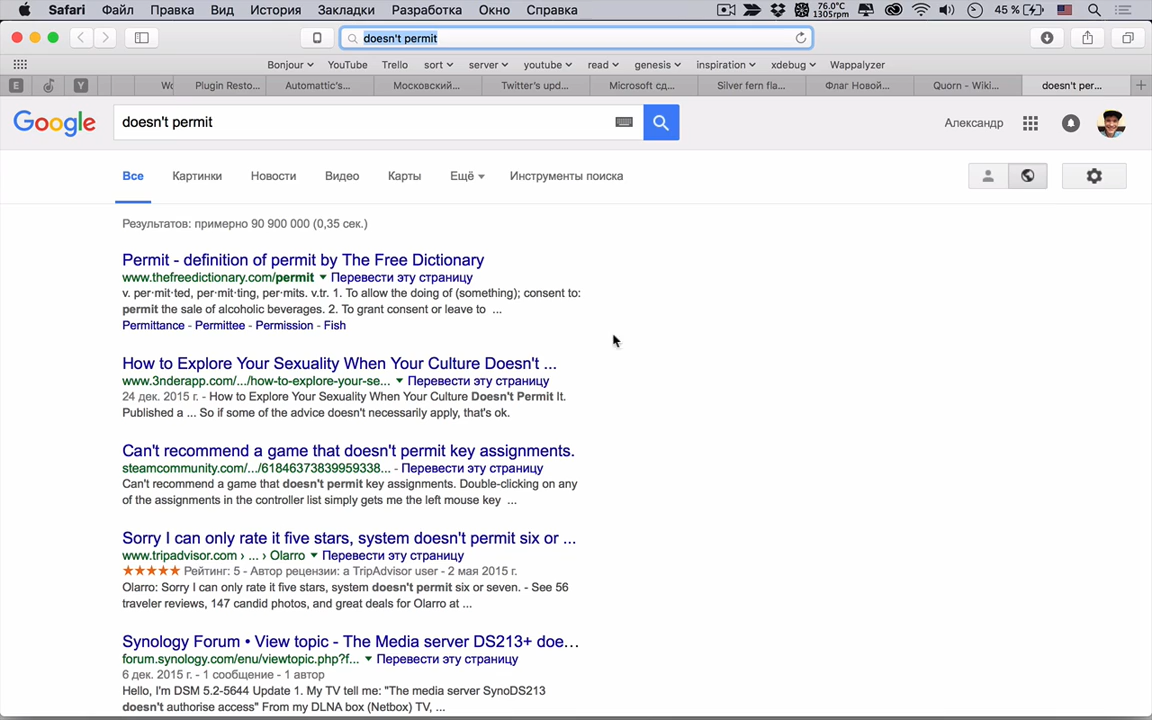 Safari Файл Правка Вид История Закладки Разработка Окно Справка 76.0°C 1305rpm 45 %
doesn't permit
Bonjour YouTube Trello sort server youtube read genesis inspiration xdebug Wappalyzer
E Y Wo Plugin Resto... Automattic's... Московский... Twitter's upd... Microsoft сд... Silver fern fla... Флаг Новой... Quorn - Wiki... doesn't per...
Google doesn't permit Александр
Все Картинки Новости Видео Карты Ещё Инструменты поиска
Результатов: примерно 90 900 000 (0,35 сек.)
Permit - definition of permit by The Free Dictionary
www.thefreedictionary.com/permit Перевести эту страницу
v. per·mit·ted, per·mit·ting, per·mits. v.tr. 1. To allow the doing of (something); consent to:
permit the sale of alcoholic beverages. 2. To grant consent or leave to ...
Permittance - Permittee - Permission - Fish
How to Explore Your Sexuality When Your Culture Doesn't ...
www.3nderapp.com/.../how-to-explore-your-se... Перевести эту страницу
24 дек. 2015 г. - How to Explore Your Sexuality When Your Culture Doesn't Permit It.
Published a ... So if some of the advice doesn't necessarily apply, that's ok.
Can't recommend a game that doesn't permit key assignments.
steamcommunity.com/.../61846373839959338... - Перевести эту страницу
Can't recommend a game that doesn't permit key assignments. Double-clicking on any
of the assignments in the controller list simply gets me the left mouse key ...
Sorry I can only rate it five stars, system doesn't permit six or ...
www.tripadvisor.com › ... › Olarro Перевести эту страницу
★★★★★ Рейтинг: 5 - Автор рецензии: a TripAdvisor user - 2 мая 2015 г.
Olarro: Sorry I can only rate it five stars, system doesn't permit six or seven. - See 56
traveler reviews, 147 candid photos, and great deals for Olarro at ...
Synology Forum • View topic - The Media server DS213+ doe...
forum.synology.com/enu/viewtopic.php?f... Перевести эту страницу
6 дек. 2015 г. - 1 сообщение - 1 автор
Hello, I'm DSM 5.2-5644 Update 1. My TV tell me: "The media server SynoDS213
doesn't authorise access" From my DLNA box (Netbox) TV, ...